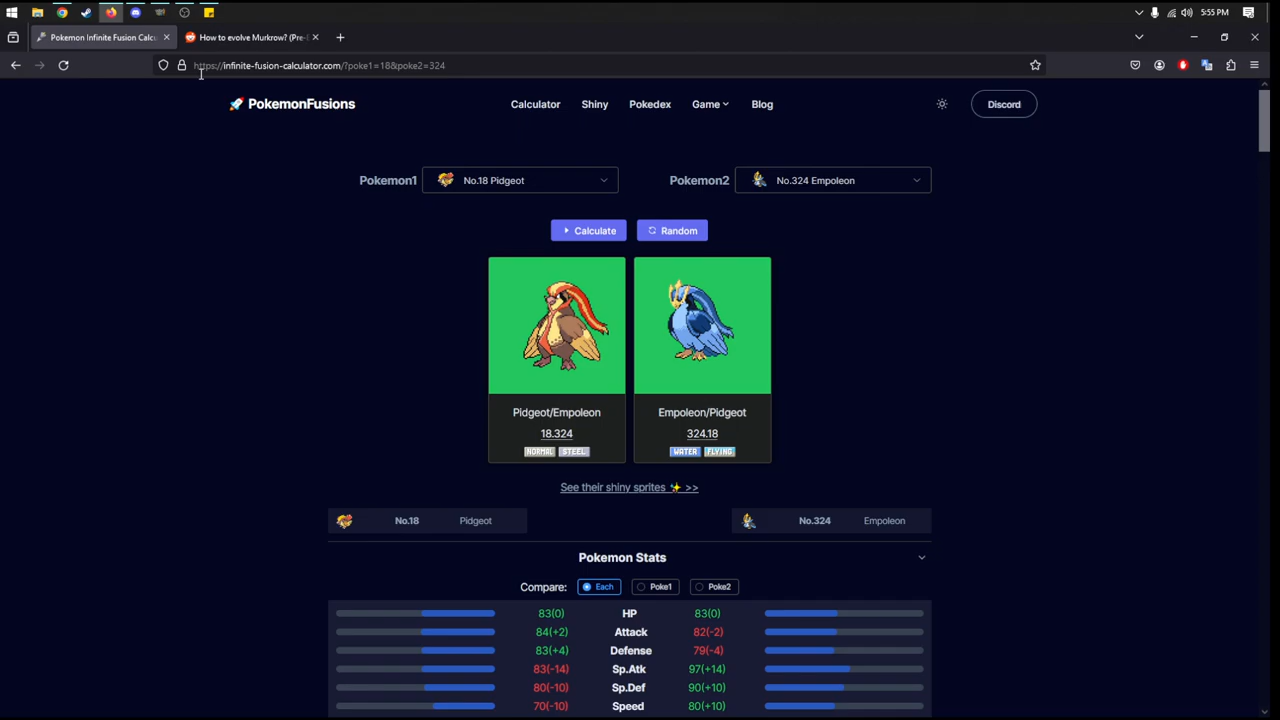 5:55 PM
Pokemon Infinite Fusion Calcu
How to evolve Murkrow? (Pre-
https://infinite-fusion-calculator.com/?poke1=18&poke2=324
PokemonFusions
Calculator Shiny Pokedex Game Blog
Discord
Pokemon1 No.18 Pidgeot Pokemon2 No.324 Empoleon
Calculate Random
Pidgeot/Empoleon Empoleon/Pidgeot
18.324 324.18
NORMAL STEEL WATER FLYING
See their shiny sprites ✨ >>
No.18 Pidgeot No.324 Empoleon
Pokemon Stats
Compare: Each Poke1 Poke2
83(0) HP 83(0)
84(+2) Attack 82(-2)
83(+4) Defense 79(-4)
83(-14) Sp.Atk 97(+14)
80(-10) Sp.Def 90(+10)
70(-10) Speed 80(+10)